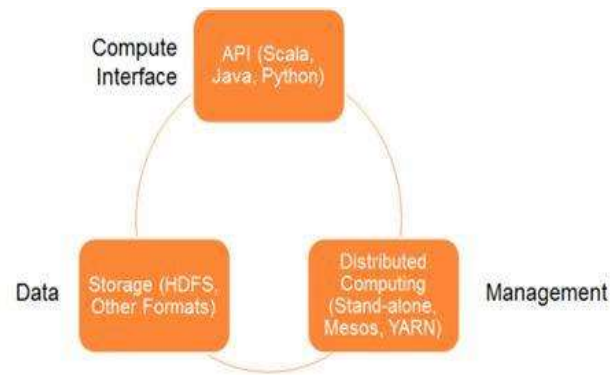 Compute
Interface
API (Scala,
Java, Python)
Data
Storage (HDFS,
Other Formats)
Distributed
Computing
(Stand-alone,
Mesos, YARN)
Management